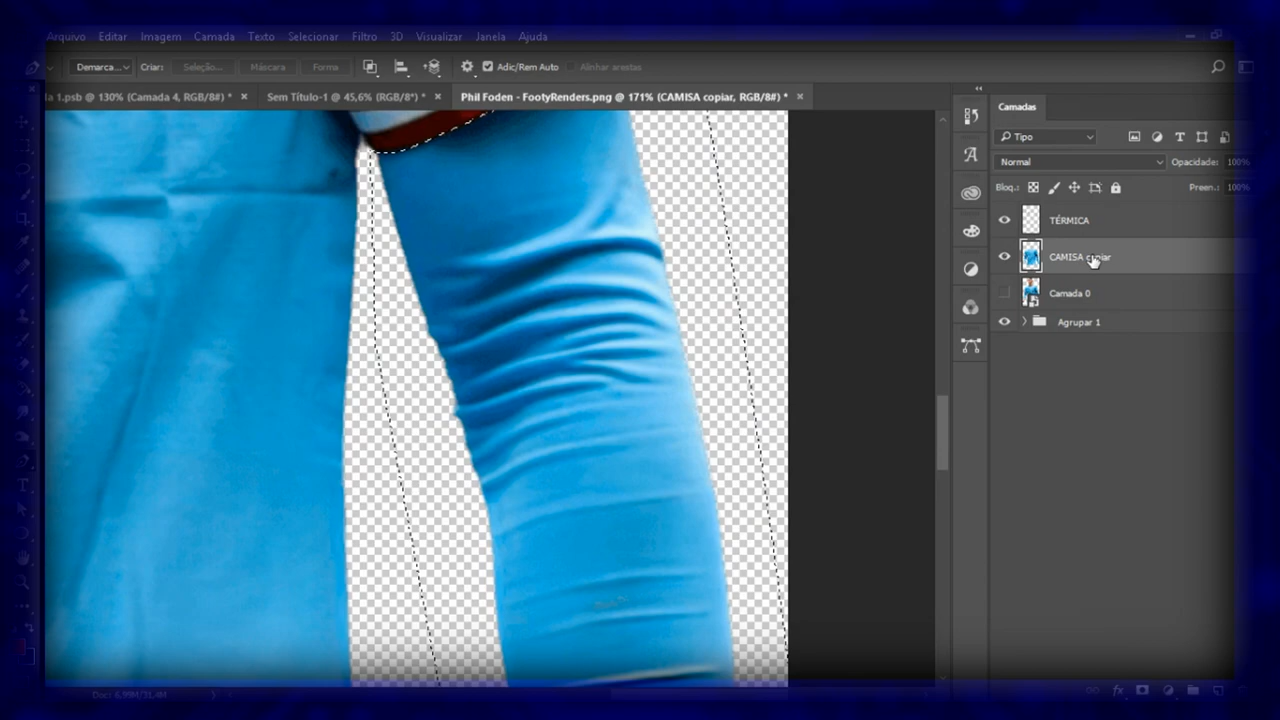 Arquivo Editar Imagem Camada Texto Selecionar Filtro 3D Visualizar Janela Ajuda
Demarca... Criar: Seleção... Máscara Forma Adic/Rem Auto Alinhar arestas
la 1.psb @ 130% (Camada 4, RGB/8#) * × Sem Título-1 @ 45,6% (RGB/8*) * × Phil Foden - FootyRenders.png @ 171% (CAMISA copiar, RGB/8#) * ×
Camadas
Tipo
Normal Opacidade: 100%
Bloq.: Preen.: 100%
TÉRMICA
CAMISA copiar
Camada 0
Agrupar 1
Doc: 6,99M/31,4M